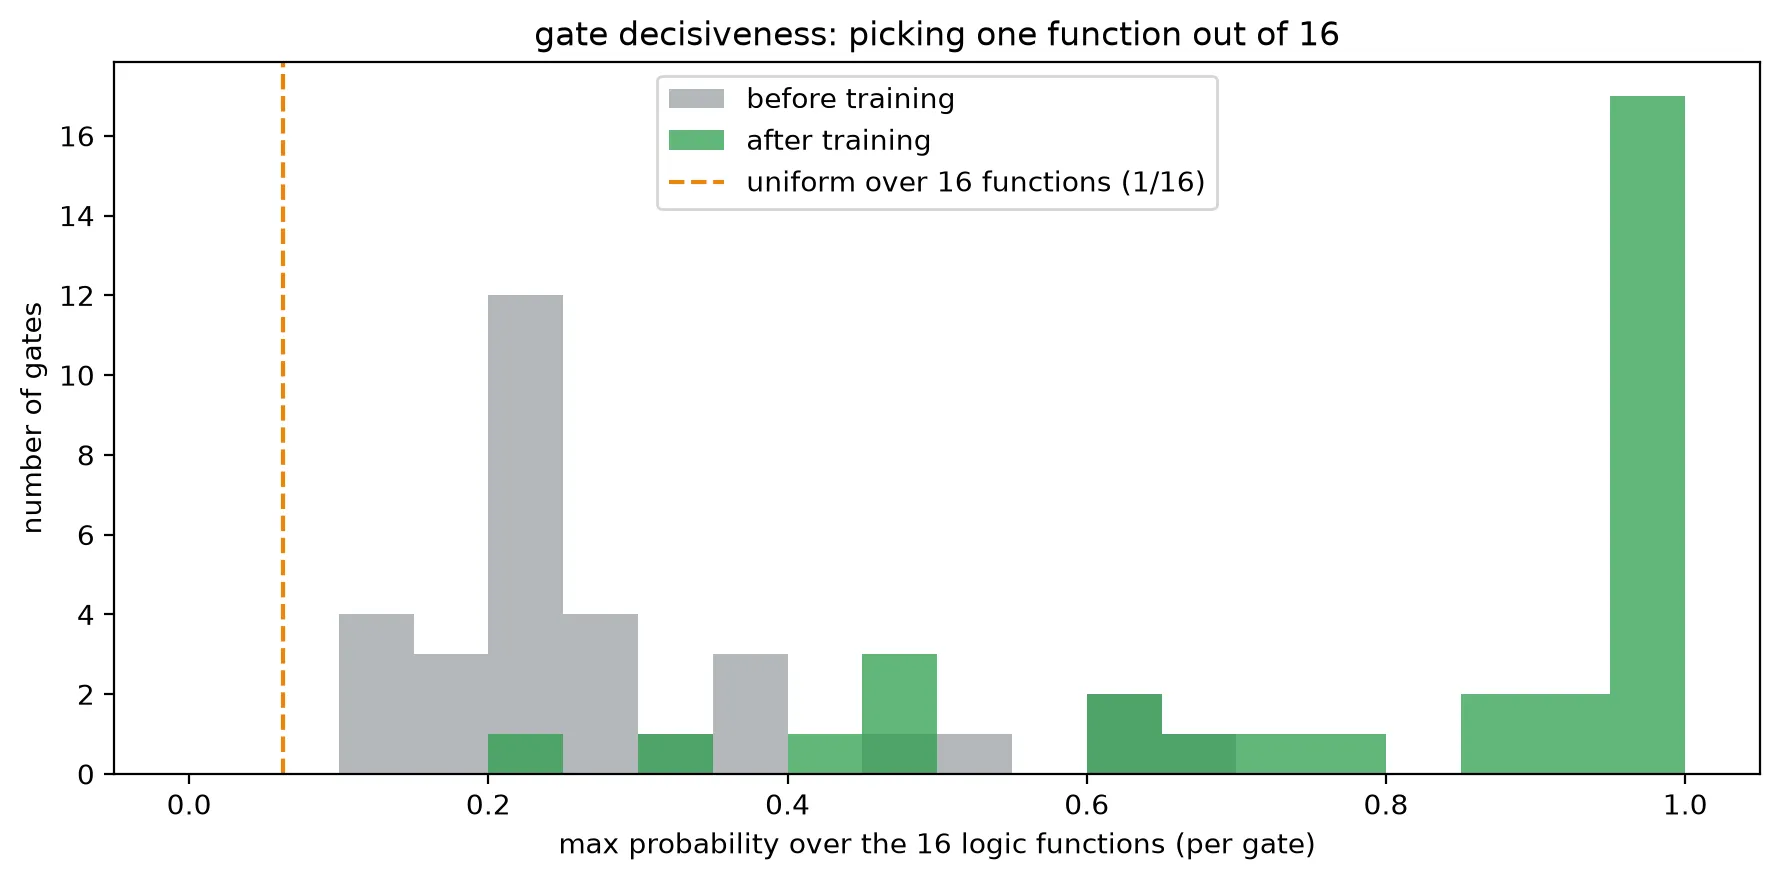 gate decisiveness: picking one function out of 16
before training
after training
uniform over 16 functions (1/16)
number of gates
16
14
12
10
8
6
4
2
0
0.0 0.2 0.4 0.6 0.8 1.0
max probability over the 16 logic functions (per gate)